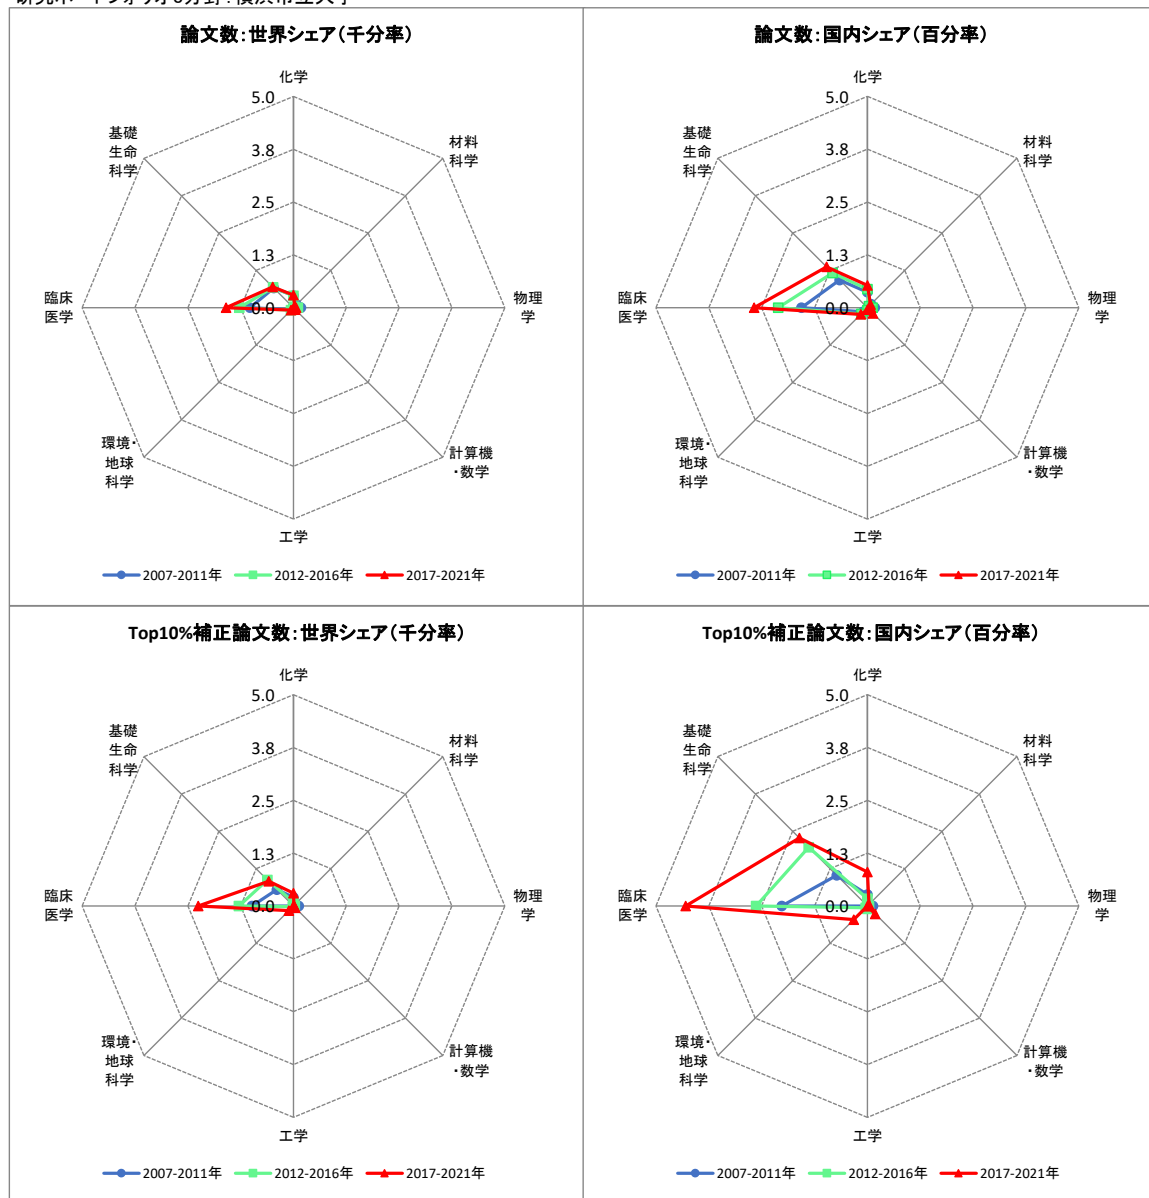 論文数：世界シェア（千分率）
化学
5.0
3.8
2.5
1.3
0.0
材料
科学
物理
学
計算機
・数学
工学
環境・
地球
科学
臨床
医学
基礎
生命
科学
2007-2011年 2012-2016年 2017-2021年
論文数：国内シェア（百分率）
化学
5.0
3.8
2.5
1.3
0.0
材料
科学
物理
学
計算機
・数学
工学
環境・
地球
科学
臨床
医学
基礎
生命
科学
2007-2011年 2012-2016年 2017-2021年
Top10%補正論文数：世界シェア（千分率）
化学
5.0
3.8
2.5
1.3
0.0
材料
科学
物理
学
計算機
・数学
工学
環境・
地球
科学
臨床
医学
基礎
生命
科学
2007-2011年 2012-2016年 2017-2021年
Top10%補正論文数：国内シェア（百分率）
化学
5.0
3.8
2.5
1.3
0.0
材料
科学
物理
学
計算機
・数学
工学
環境・
地球
科学
臨床
医学
基礎
生命
科学
2007-2011年 2012-2016年 2017-2021年